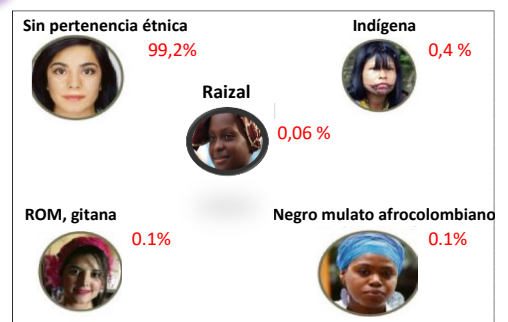 Sin pertenencia étnica
99,2%
Indígena
0,4 %
Raizal
0,06 %
ROM, gitana
0.1%
Negro mulato afrocolombiano
0.1%